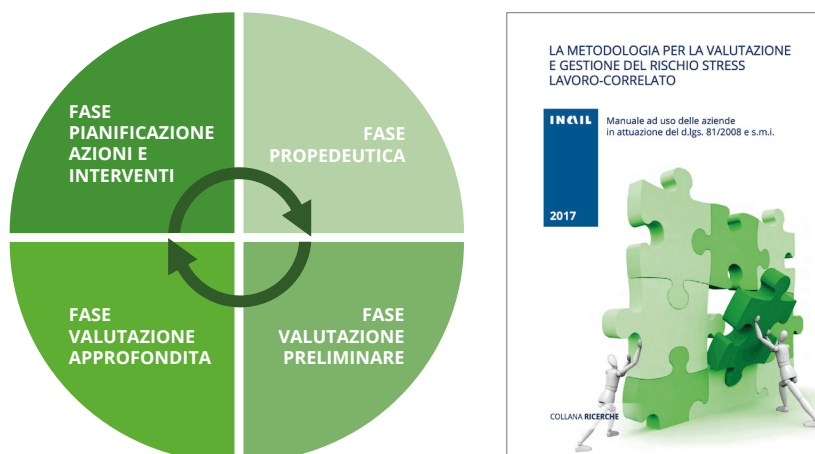 FASE
PIANIFICAZIONE
AZIONI E
INTERVENTI
FASE
PROPEDEUTICA
FASE
VALUTAZIONE
APPROFONDITA
FASE
VALUTAZIONE
PRELIMINARE
LA METODOLOGIA PER LA VALUTAZIONE
E GESTIONE DEL RISCHIO STRESS
LAVORO-CORRELATO
INAIL
Manuale ad uso delle aziende
in attuazione del d.lgs. 81/2008 e s.m.i.
2017
COLLANA RICERCHE